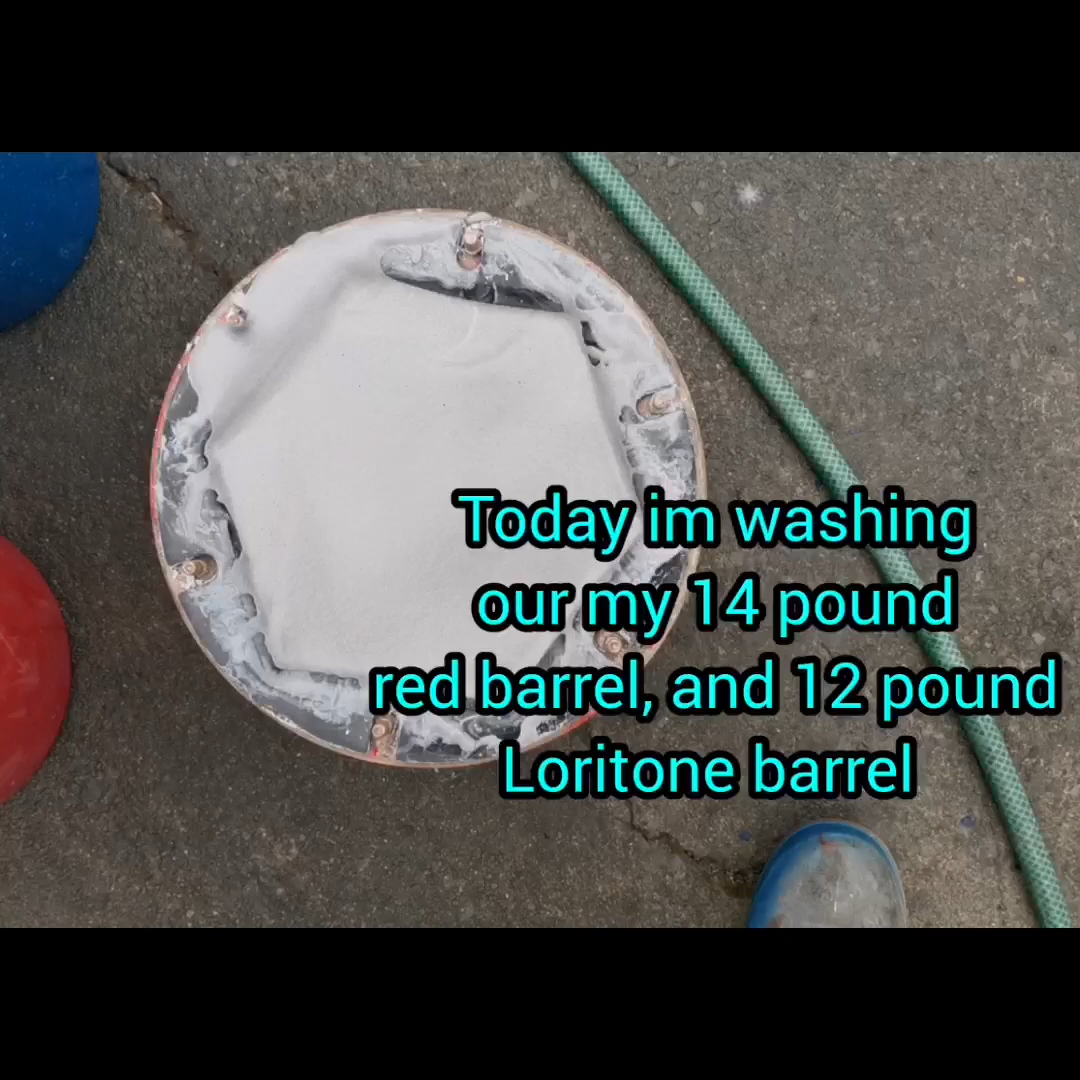 Today im washing
our my 14 pound
red barrel, and 12 pound
Loritone barrel